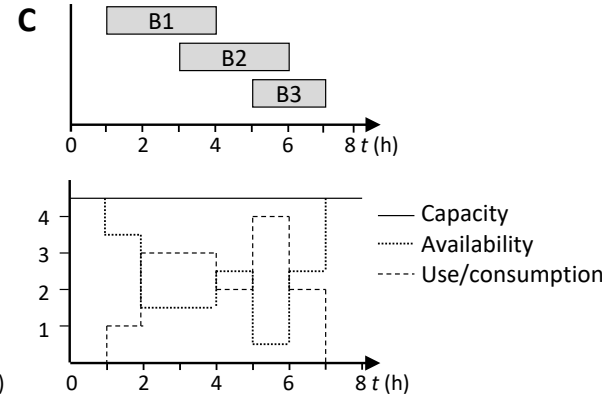 C
B1
B2
B3
0 2 4 6 8 t (h)
4
3
2
1
Capacity
Availability
Use/consumption
) 0 2 4 6 8 t (h)